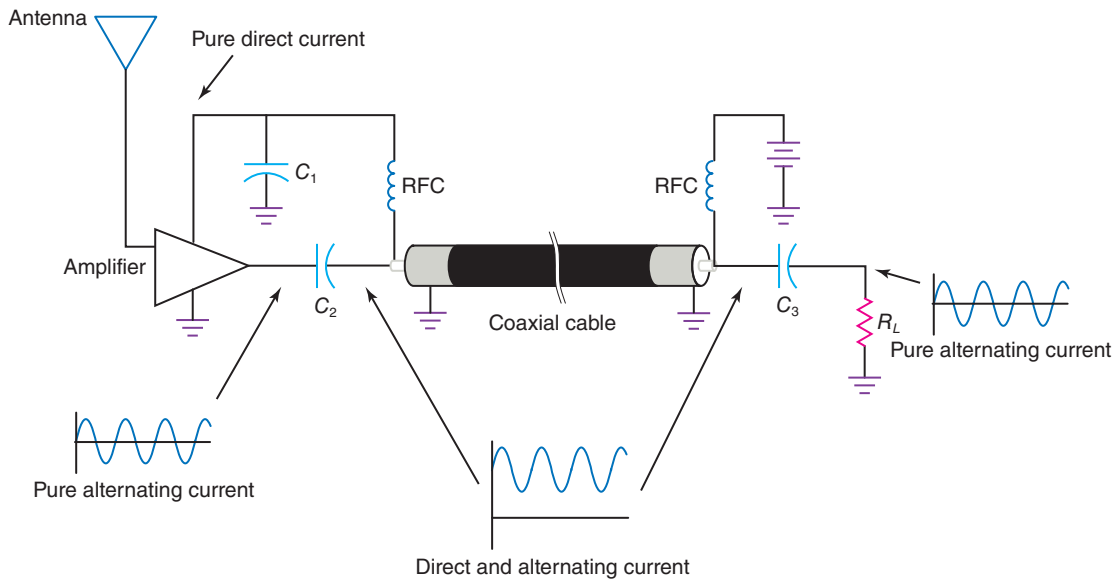 Antenna
Pure direct current
C1
RFC
RFC
Amplifier
C2
Coaxial cable
C3
RL
Pure alternating current
Pure alternating current
Direct and alternating current